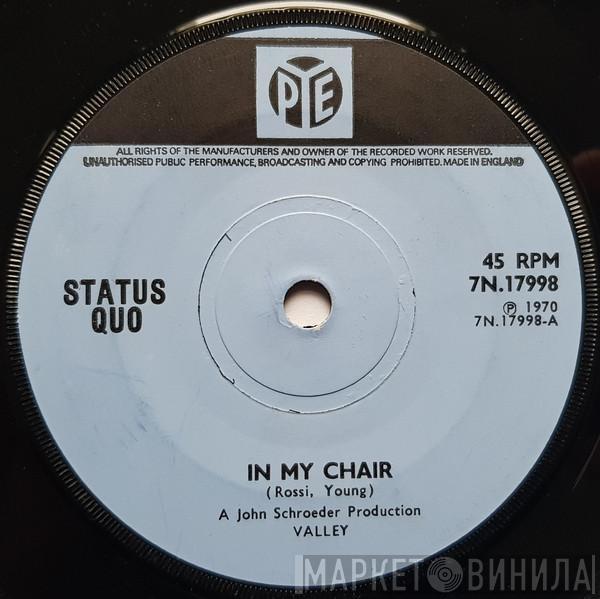 PYE
ALL RIGHTS OF THE MANUFACTURERS AND OWNER OF THE RECORDED WORK RESERVED.
UNAUTHORISED PUBLIC PERFORMANCE, BROADCASTING AND COPYING PROHIBITED. MADE IN ENGLAND
STATUS
QUO
45 RPM
7N.17998
Ⓟ 1970
7N.17998-A
IN MY CHAIR
(Rossi, Young)
A John Schroeder Production
VALLEY
МАРКЕТ ВИНИЛА